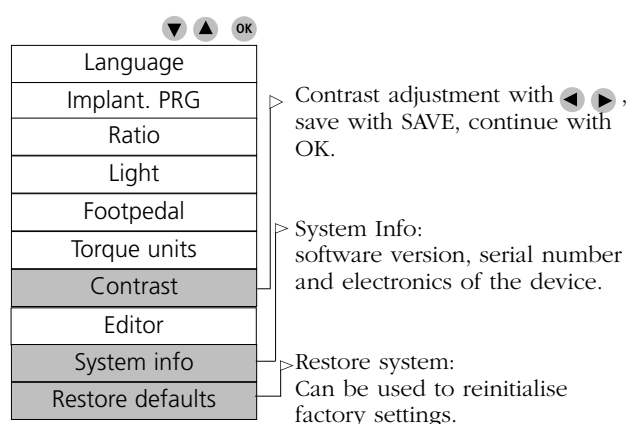 OK
Language
Implant. PRG
Ratio
Light
Footpedal
Torque units
Contrast
Editor
System info
Restore defaults
Contrast adjustment with ,
save with SAVE, continue with
OK.
System Info:
software version, serial number
and electronics of the device.
Restore system:
Can be used to reinitialise
factory settings.